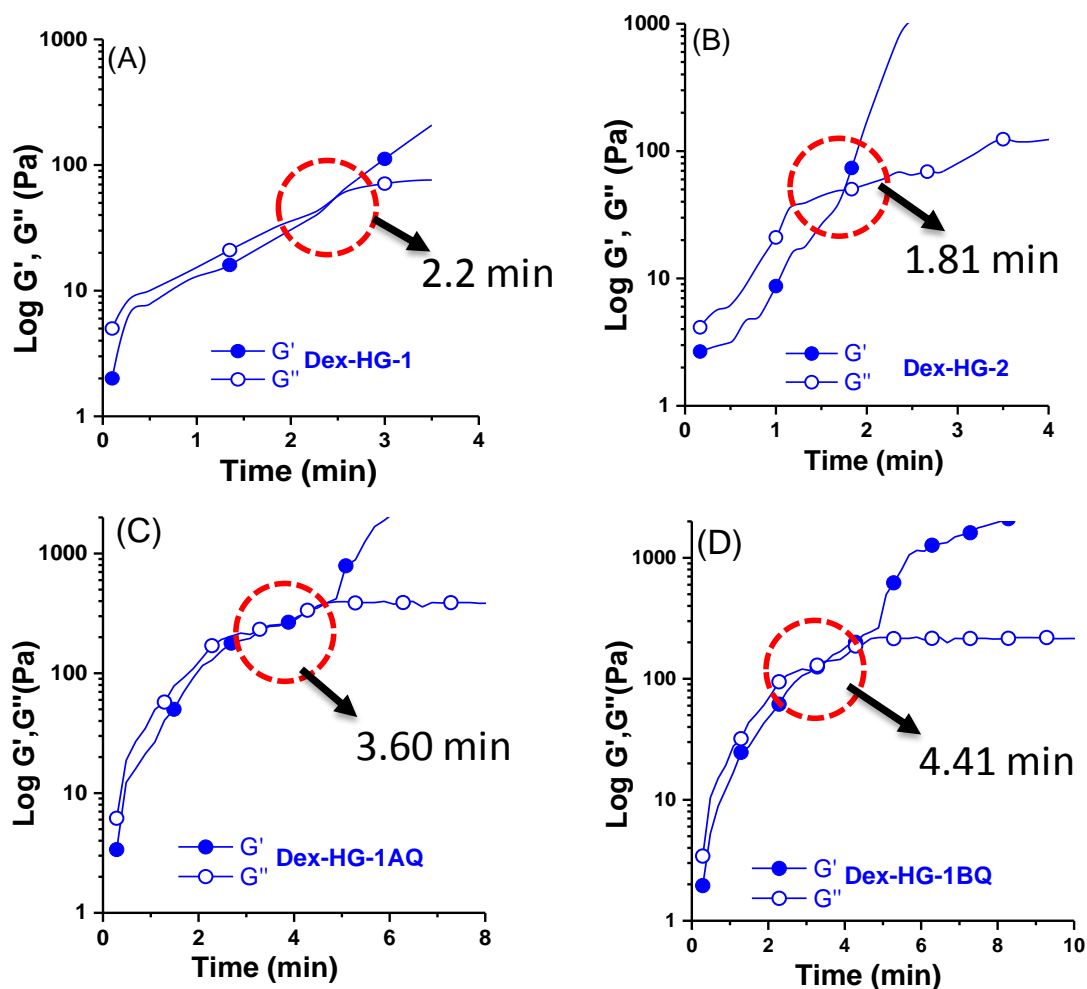 (A)
1000
100
10
1
Log G', G'' (Pa)
2.2 min
G'
G''
Dex-HG-1
0 1 2 3 4
Time (min)
(B)
1000
100
10
1
Log G', G'' (Pa)
1.81 min
G'
G''
Dex-HG-2
0 1 2 3 4
Time (min)
(C)
1000
100
10
1
Log G',G''(Pa)
3.60 min
G'
G''
Dex-HG-1AQ
0 2 4 6 8
Time (min)
(D)
1000
100
10
1
Log G',G''(Pa)
4.41 min
G'
G''
Dex-HG-1BQ
0 2 4 6 8 10
Time (min)